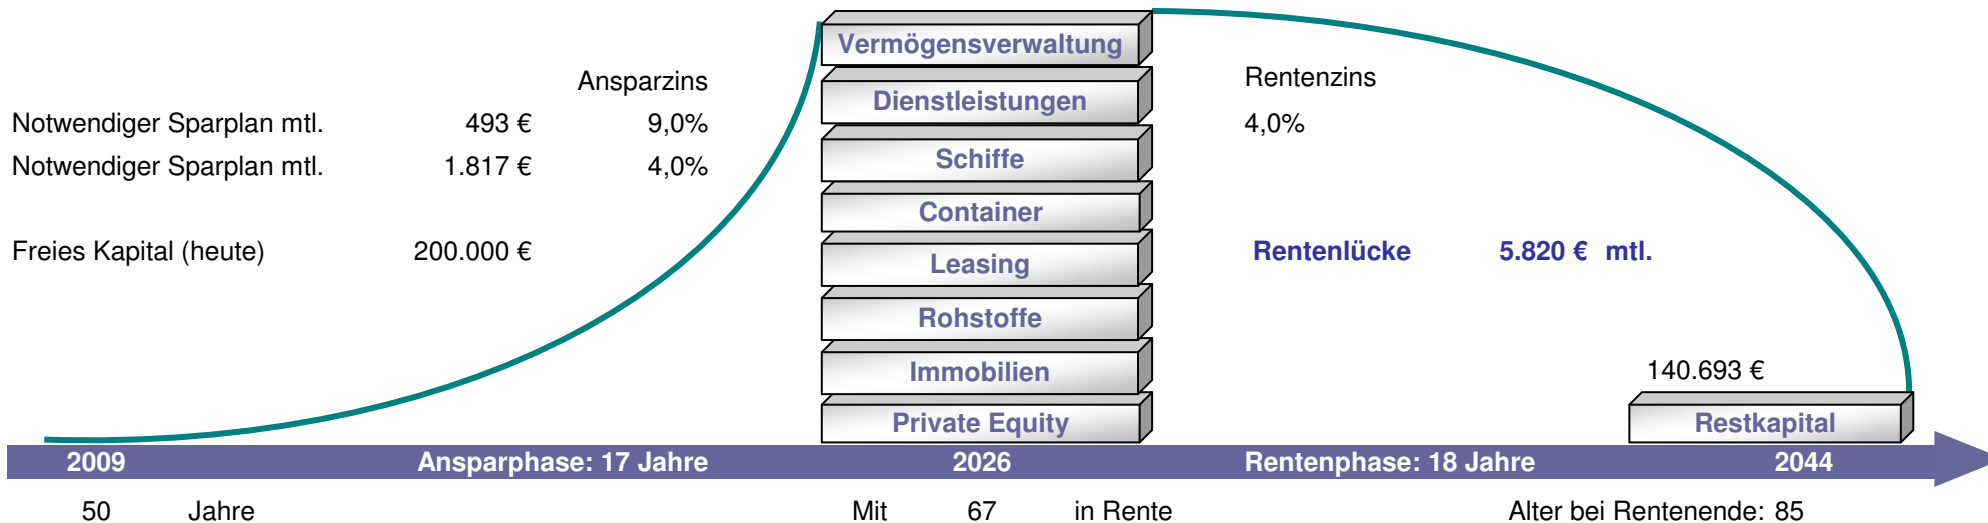 Vermögensverwaltung
Ansparzins
Rentenzins
Dienstleistungen
Notwendiger Sparplan mtl. 493 € 9,0%
4,0%
Notwendiger Sparplan mtl. 1.817 € 4,0%
Schiffe
Container
Freies Kapital (heute) 200.000 €
Leasing
Rentenlücke 5.820 € mtl.
Rohstoffe
Immobilien
140.693 €
Private Equity
Restkapital
2009 Ansparphase: 17 Jahre 2026 Rentenphase: 18 Jahre 2044
50 Jahre Mit 67 in Rente Alter bei Rentenende: 85